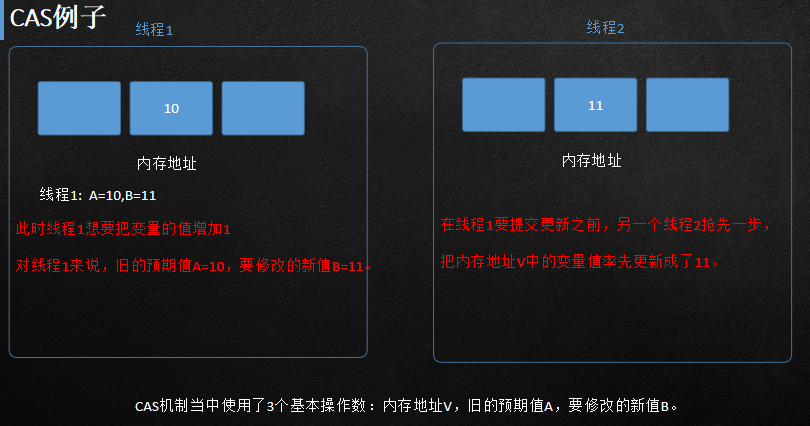 CAS例子
线程1
10
内存地址
线程1: A=10,B=11
此时线程1想要把变量的值增加1
对线程1来说，旧的预期值A=10，要修改的新值B=11。
线程2
11
内存地址
在线程1要提交更新之前，另一个线程2抢先一步，
把内存地址V中的变量值率先更新成了11。
CAS机制当中使用了3个基本操作数：内存地址V，旧的预期值A，要修改的新值B。